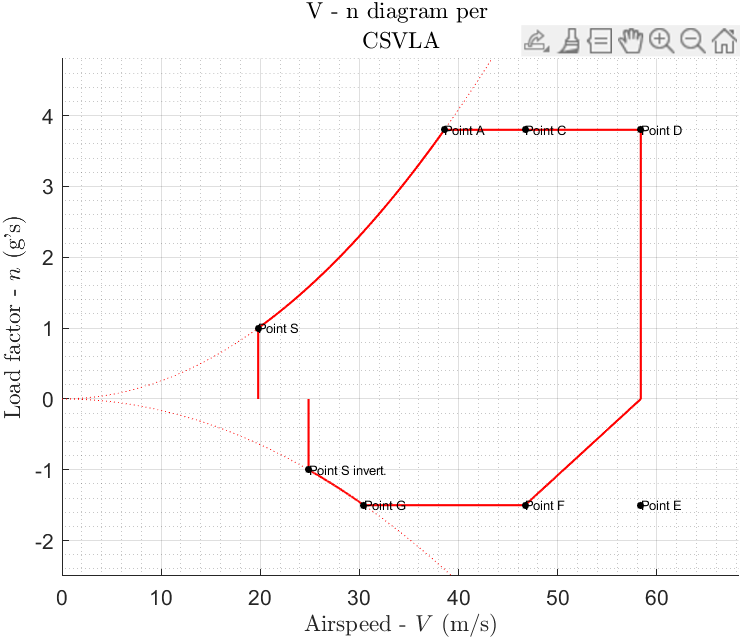 V - n diagram per
CSVLA
4
3
2
1
0
-1
-2
Load factor - n (g's)
Point A
Point C
Point D
Point S
Point S invert.
Point G
Point F
Point E
0 10 20 30 40 50 60
Airspeed - V (m/s)